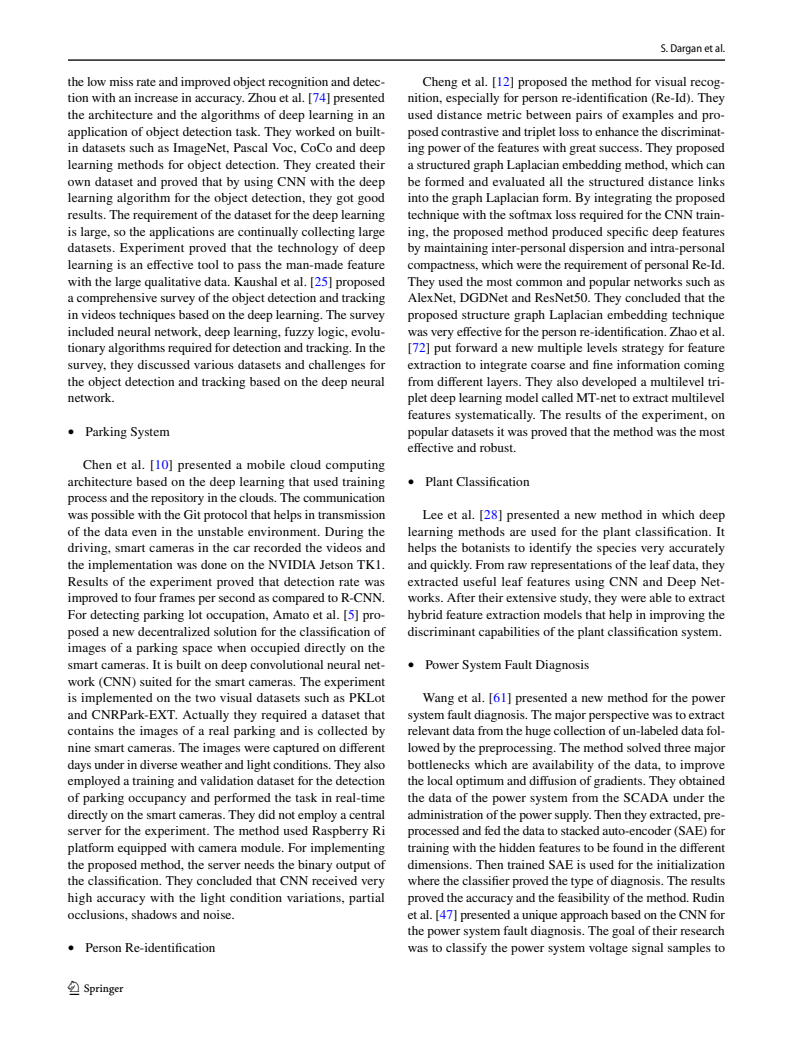 S. Dargan et al.
the low miss rate and improved object recognition and detec-
tion with an increase in accuracy. Zhou et al. [74] presented
the architecture and the algorithms of deep learning in an
application of object detection task. They worked on built-
in datasets such as ImageNet, Pascal Voc, CoCo and deep
learning methods for object detection. They created their
own dataset and proved that by using CNN with the deep
learning algorithm for the object detection, they got good
results. The requirement of the dataset for the deep learning
is large, so the applications are continually collecting large
datasets. Experiment proved that the technology of deep
learning is an effective tool to pass the man-made feature
with the large qualitative data. Kaushal et al. [25] proposed
a comprehensive survey of the object detection and tracking
in videos techniques based on the deep learning. The survey
included neural network, deep learning, fuzzy logic, evolu-
tionary algorithms required for detection and tracking. In the
survey, they discussed various datasets and challenges for
the object detection and tracking based on the deep neural
network.
• Parking System
Chen et al. [10] presented a mobile cloud computing
architecture based on the deep learning that used training
process and the repository in the clouds. The communication
was possible with the Git protocol that helps in transmission
of the data even in the unstable environment. During the
driving, smart cameras in the car recorded the videos and
the implementation was done on the NVIDIA Jetson TK1.
Results of the experiment proved that detection rate was
improved to four frames per second as compared to R-CNN.
For detecting parking lot occupation, Amato et al. [5] pro-
posed a new decentralized solution for the classification of
images of a parking space when occupied directly on the
smart cameras. It is built on deep convolutional neural net-
work (CNN) suited for the smart cameras. The experiment
is implemented on the two visual datasets such as PKLot
and CNRPark-EXT. Actually they required a dataset that
contains the images of a real parking and is collected by
nine smart cameras. The images were captured on different
days under in diverse weather and light conditions. They also
employed a training and validation dataset for the detection
of parking occupancy and performed the task in real-time
directly on the smart cameras. They did not employ a central
server for the experiment. The method used Raspberry Ri
platform equipped with camera module. For implementing
the proposed method, the server needs the binary output of
the classification. They concluded that CNN received very
high accuracy with the light condition variations, partial
occlusions, shadows and noise.
• Person Re-identification
Cheng et al. [12] proposed the method for visual recog-
nition, especially for person re-identification (Re-Id). They
used distance metric between pairs of examples and pro-
posed contrastive and triplet loss to enhance the discriminat-
ing power of the features with great success. They proposed
a structured graph Laplacian embedding method, which can
be formed and evaluated all the structured distance links
into the graph Laplacian form. By integrating the proposed
technique with the softmax loss required for the CNN train-
ing, the proposed method produced specific deep features
by maintaining inter-personal dispersion and intra-personal
compactness, which were the requirement of personal Re-Id.
They used the most common and popular networks such as
AlexNet, DGDNet and ResNet50. They concluded that the
proposed structure graph Laplacian embedding technique
was very effective for the person re-identification. Zhao et al.
[72] put forward a new multiple levels strategy for feature
extraction to integrate coarse and fine information coming
from different layers. They also developed a multilevel tri-
plet deep learning model called MT-net to extract multilevel
features systematically. The results of the experiment, on
popular datasets it was proved that the method was the most
effective and robust.
• Plant Classification
Lee et al. [28] presented a new method in which deep
learning methods are used for the plant classification. It
helps the botanists to identify the species very accurately
and quickly. From raw representations of the leaf data, they
extracted useful leaf features using CNN and Deep Net-
works. After their extensive study, they were able to extract
hybrid feature extraction models that help in improving the
discriminant capabilities of the plant classification system.
• Power System Fault Diagnosis
Wang et al. [61] presented a new method for the power
system fault diagnosis. The major perspective was to extract
relevant data from the huge collection of un-labeled data fol-
lowed by the preprocessing. The method solved three major
bottlenecks which are availability of the data, to improve
the local optimum and diffusion of gradients. They obtained
the data of the power system from the SCADA under the
administration of the power supply. Then they extracted, pre-
processed and fed the data to stacked auto-encoder (SAE) for
training with the hidden features to be found in the different
dimensions. Then trained SAE is used for the initialization
where the classifier proved the type of diagnosis. The results
proved the accuracy and the feasibility of the method. Rudin
et al. [47] presented a unique approach based on the CNN for
the power system fault diagnosis. The goal of their research
was to classify the power system voltage signal samples to
Springer